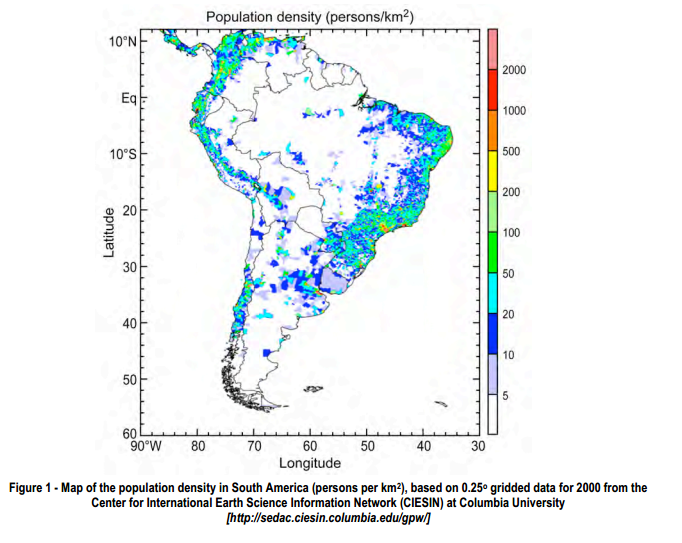 Population density (persons/km²)
10°N
Eq
10°S
20
30
40
50
60
Latitude
90°W 80 70 60 50 40 30
Longitude
2000
1000
500
200
100
50
20
10
5
Figure 1 - Map of the population density in South America (persons per km²), based on 0.25º gridded data for 2000 from the
Center for International Earth Science Information Network (CIESIN) at Columbia University
[http://sedac.ciesin.columbia.edu/gpw/]